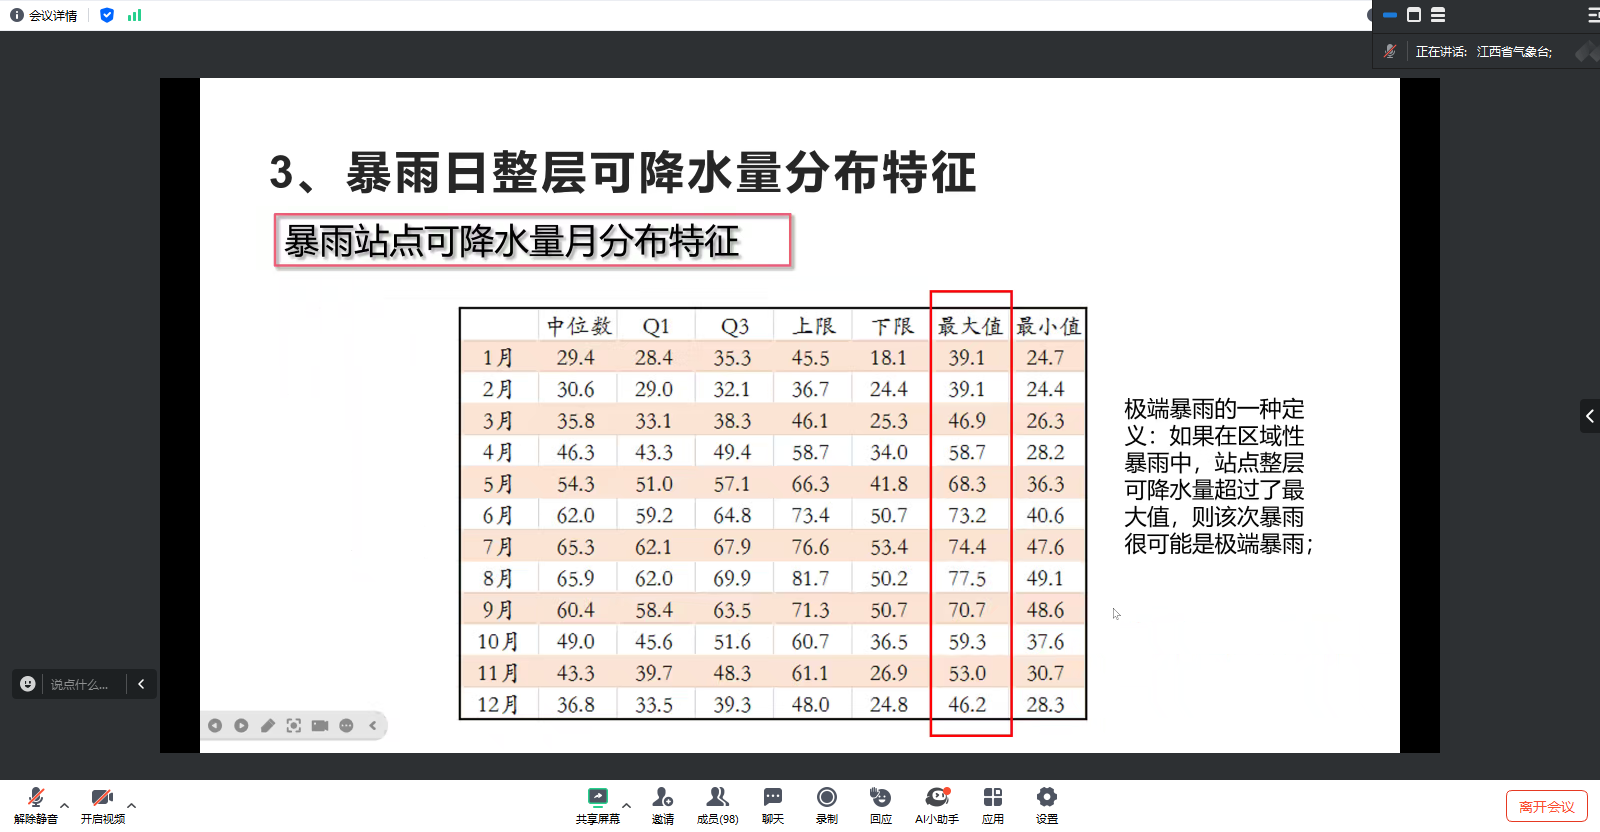 会议详情
正在讲话: 江西省气象台;
3、暴雨日整层可降水量分布特征
暴雨站点可降水量月分布特征
中位数 Q1 Q3 上限 下限 最大值 最小值
1月 29.4 28.4 35.3 45.5 18.1 39.1 24.7
2月 30.6 29.0 32.1 36.7 24.4 39.1 24.4
3月 35.8 33.1 38.3 46.1 25.3 46.9 26.3
4月 46.3 43.3 49.4 58.7 34.0 58.7 28.2
5月 54.3 51.0 57.1 66.3 41.8 68.3 36.3
6月 62.0 59.2 64.8 73.4 50.7 73.2 40.6
7月 65.3 62.1 67.9 76.6 53.4 74.4 47.6
8月 65.9 62.0 69.9 81.7 50.2 77.5 49.1
9月 60.4 58.4 63.5 71.3 50.7 70.7 48.6
10月 49.0 45.6 51.6 60.7 36.5 59.3 37.6
11月 43.3 39.7 48.3 61.1 26.9 53.0 30.7
12月 36.8 33.5 39.3 48.0 24.8 46.2 28.3
极端暴雨的一种定
义：如果在区域性
暴雨中，站点整层
可降水量超过了最
大值，则该次暴雨
很可能是极端暴雨；
说点什么...
解除静音 开启视频 共享屏幕 邀请 成员(98) 聊天 录制 回应 AI小助手 应用 设置 离开会议